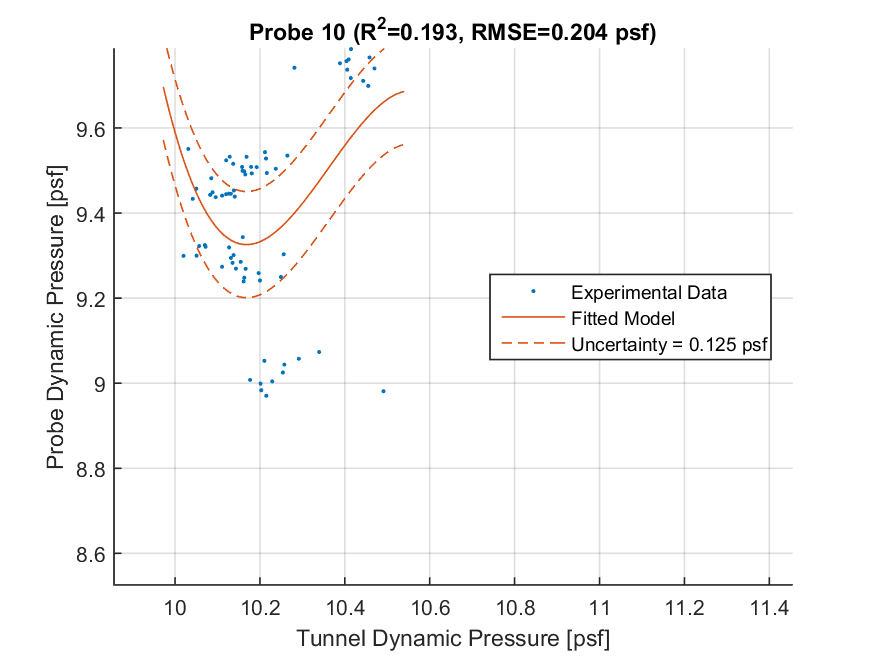 Probe 10 (R²=0.193, RMSE=0.204 psf)
Probe Dynamic Pressure [psf]
9.6
9.4
9.2
9
8.8
8.6
Experimental Data
Fitted Model
Uncertainty = 0.125 psf
10 10.2 10.4 10.6 10.8 11 11.2 11.4
Tunnel Dynamic Pressure [psf]